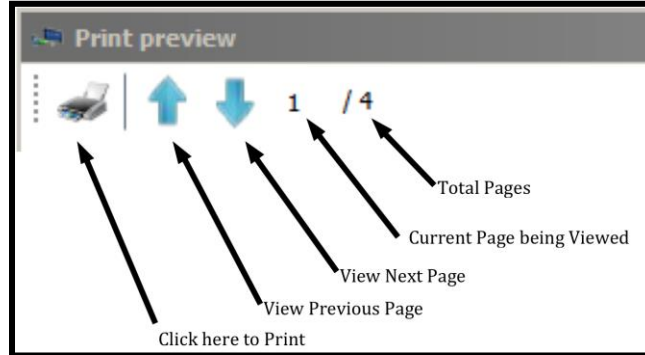 Print preview
1 / 4
Total Pages
Current Page being Viewed
View Next Page
View Previous Page
Click here to Print